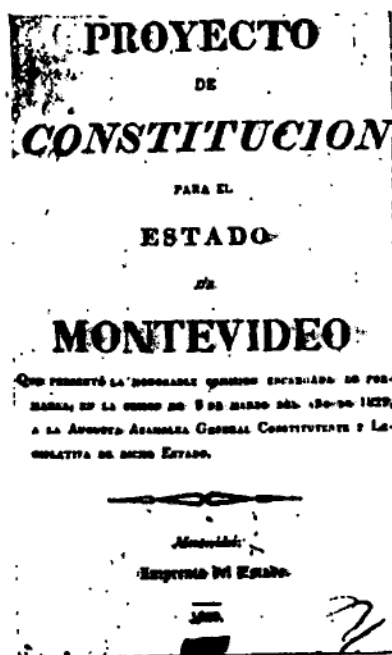 PROYECTO
DE
CONSTITUCION
PARA EL
ESTADO
DE
MONTEVIDEO
QUE PRESENTÓ LA HONORABLE COMISION ENCARGADA DE FOR-
MARLA, EN LA SESION DE 6 DE MARZO DEL AÑO DE 1829,
A LA AUGUSTA ASAMBLEA GENERAL CONSTITUYENTE Y LE-
GISLATIVA DE DICHO ESTADO.
Montevideo:
Imprenta del Estado.